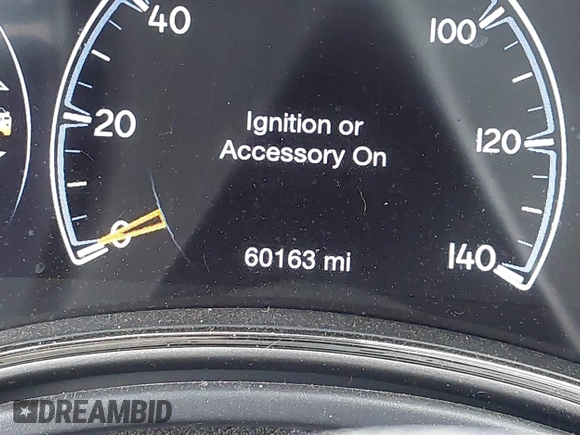 40
100
20
Ignition or
Accessory On
120
0
60163 mi
140
DREAMBID